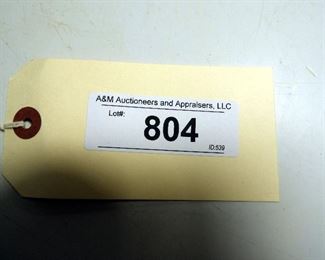 A&M Auctioneers and Appraisers, LLC
Lot#:
804
ID:539